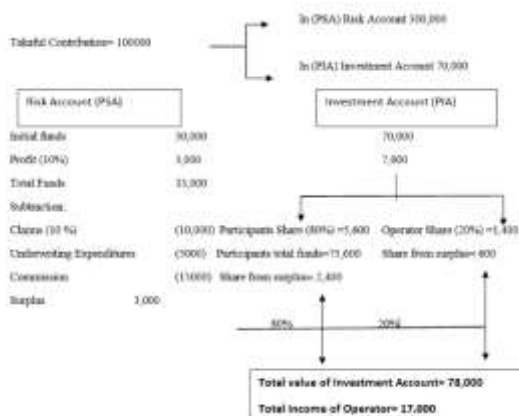 In (PSA) Risk Account 300,000
Takaful Contribution= 100000
In (PIA) Investment Account 70,000
Risk Account (PSA) Investment Account (PIA)
Initial funds 30,000 70,000
Profit (10%) 3,000 7,000
Total Funds 33,000
Subtraction:
Claims (10 %) (10,000) Participants Share (80%) =5,600 Operator Share (20%) =1,400
Underwriting Expenditures (5000) Participants total funds=75,600 Share from surplus= 600
Commission (15000) Share from surplus= 2,400
Surplus 3,000
80% 20%
Total value of Investment Account= 78,000
Total Income of Operator= 17,000